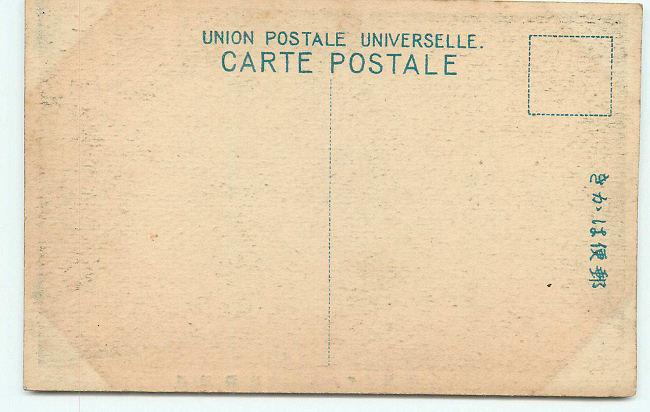 UNION POSTALE UNIVERSELLE.
CARTE POSTALE
きかは便郵